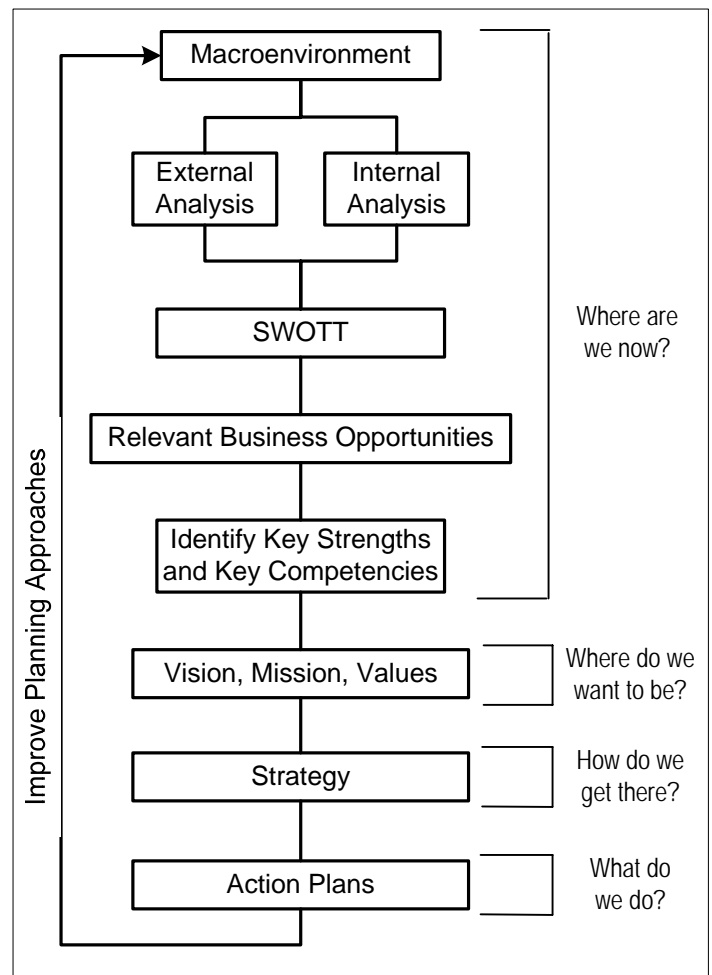 Macroenvironment
External
Analysis
Internal
Analysis
SWOTT
Where are
we now?
Relevant Business Opportunities
Identify Key Strengths
and Key Competencies
Improve Planning Approaches
Vision, Mission, Values
Where do we
want to be?
Strategy
How do we
get there?
Action Plans
What do
we do?